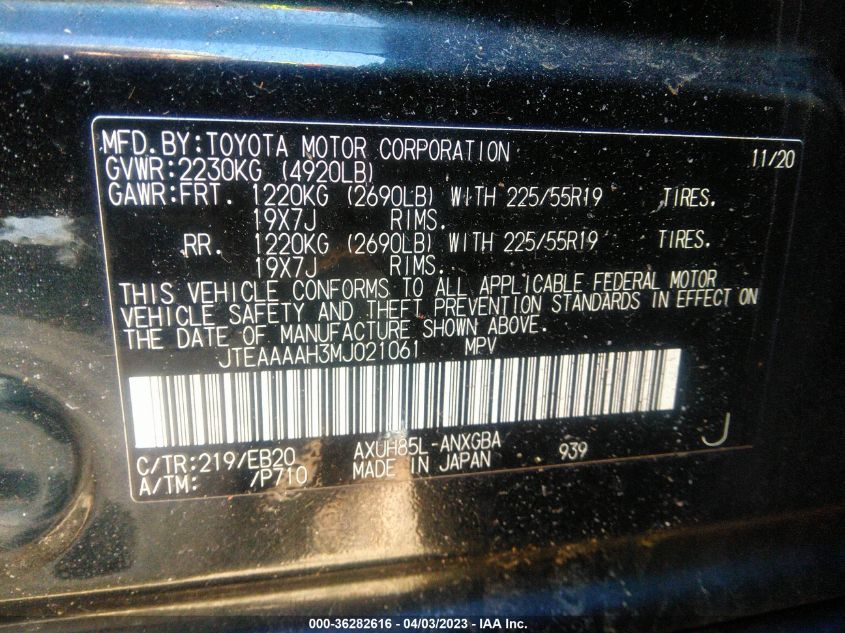 MFD.BY:TOYOTA MOTOR CORPORATION 11/20
GVWR:2230KG (4920LB)
GAWR:FRT. 1220KG (2690LB) WITH 225/55R19 TIRES.
19X7J RIMS.
RR. 1220KG (2690LB) WITH 225/55R19 TIRES.
19X7J RIMS.
THIS VEHICLE CONFORMS TO ALL APPLICABLE FEDERAL MOTOR
VEHICLE SAFETY AND THEFT PREVENTION STANDARDS IN EFFECT ON
THE DATE OF MANUFACTURE SHOWN ABOVE.
JTEAAAAH3MJ021061 MPV
C/TR:219/EB20 AXUH85L-ANXGBA 939 J
A/TM: /P710 MADE IN JAPAN
000-36282616 - 04/03/2023 - IAA Inc.